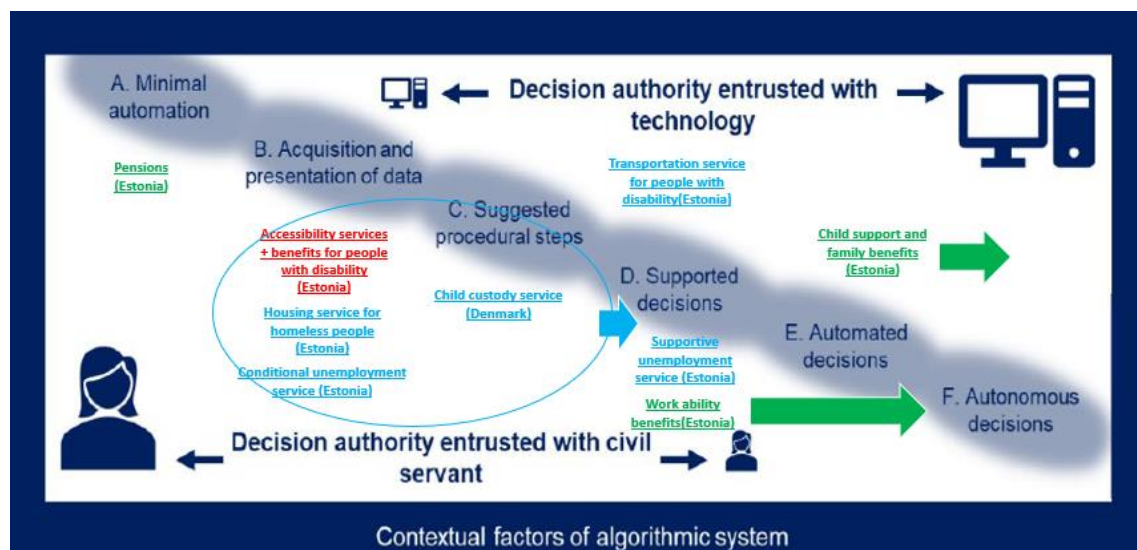 A. Minimal
automation
Decision authority entrusted with
technology
B. Acquisition and
presentation of data
Pensions
(Estonia)
Transportation service
for people with
disability(Estonia)
C. Suggested
procedural steps
Accessibility services
+ benefits for people
with disability
(Estonia)
Child support and
family benefits
(Estonia)
D. Supported
decisions
Child custody service
(Denmark)
Housing service for
homeless people
(Estonia)
E. Automated
decisions
Supportive
unemployment
service (Estonia)
Conditional unemployment
service (Estonia)
F. Autonomous
decisions
Work ability
benefits(Estonia)
Decision authority entrusted with civil
servant
Contextual factors of algorithmic system